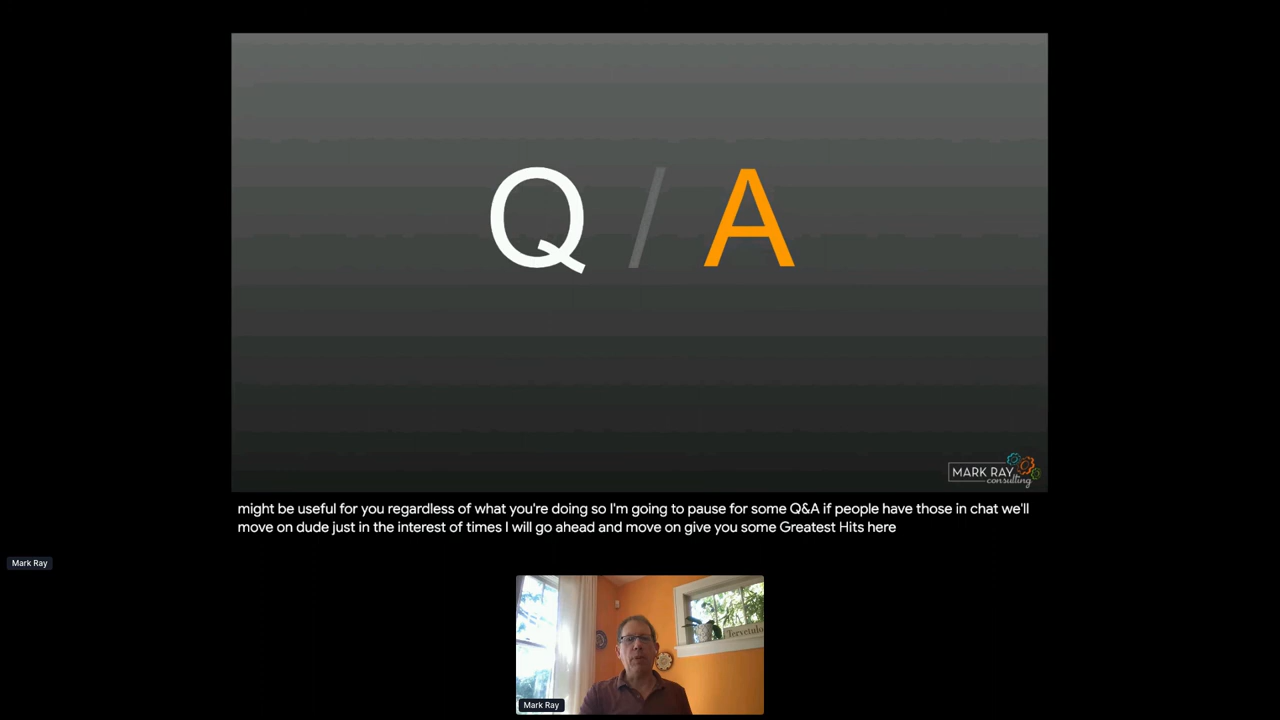 Q / A
MARK RAY
consulting
might be useful for you regardless of what you're doing so I'm going to pause for some Q&A if people have those in chat we'll
move on dude just in the interest of times I will go ahead and move on give you some Greatest Hits here
Mark Ray
Tervetulo
Mark Ray